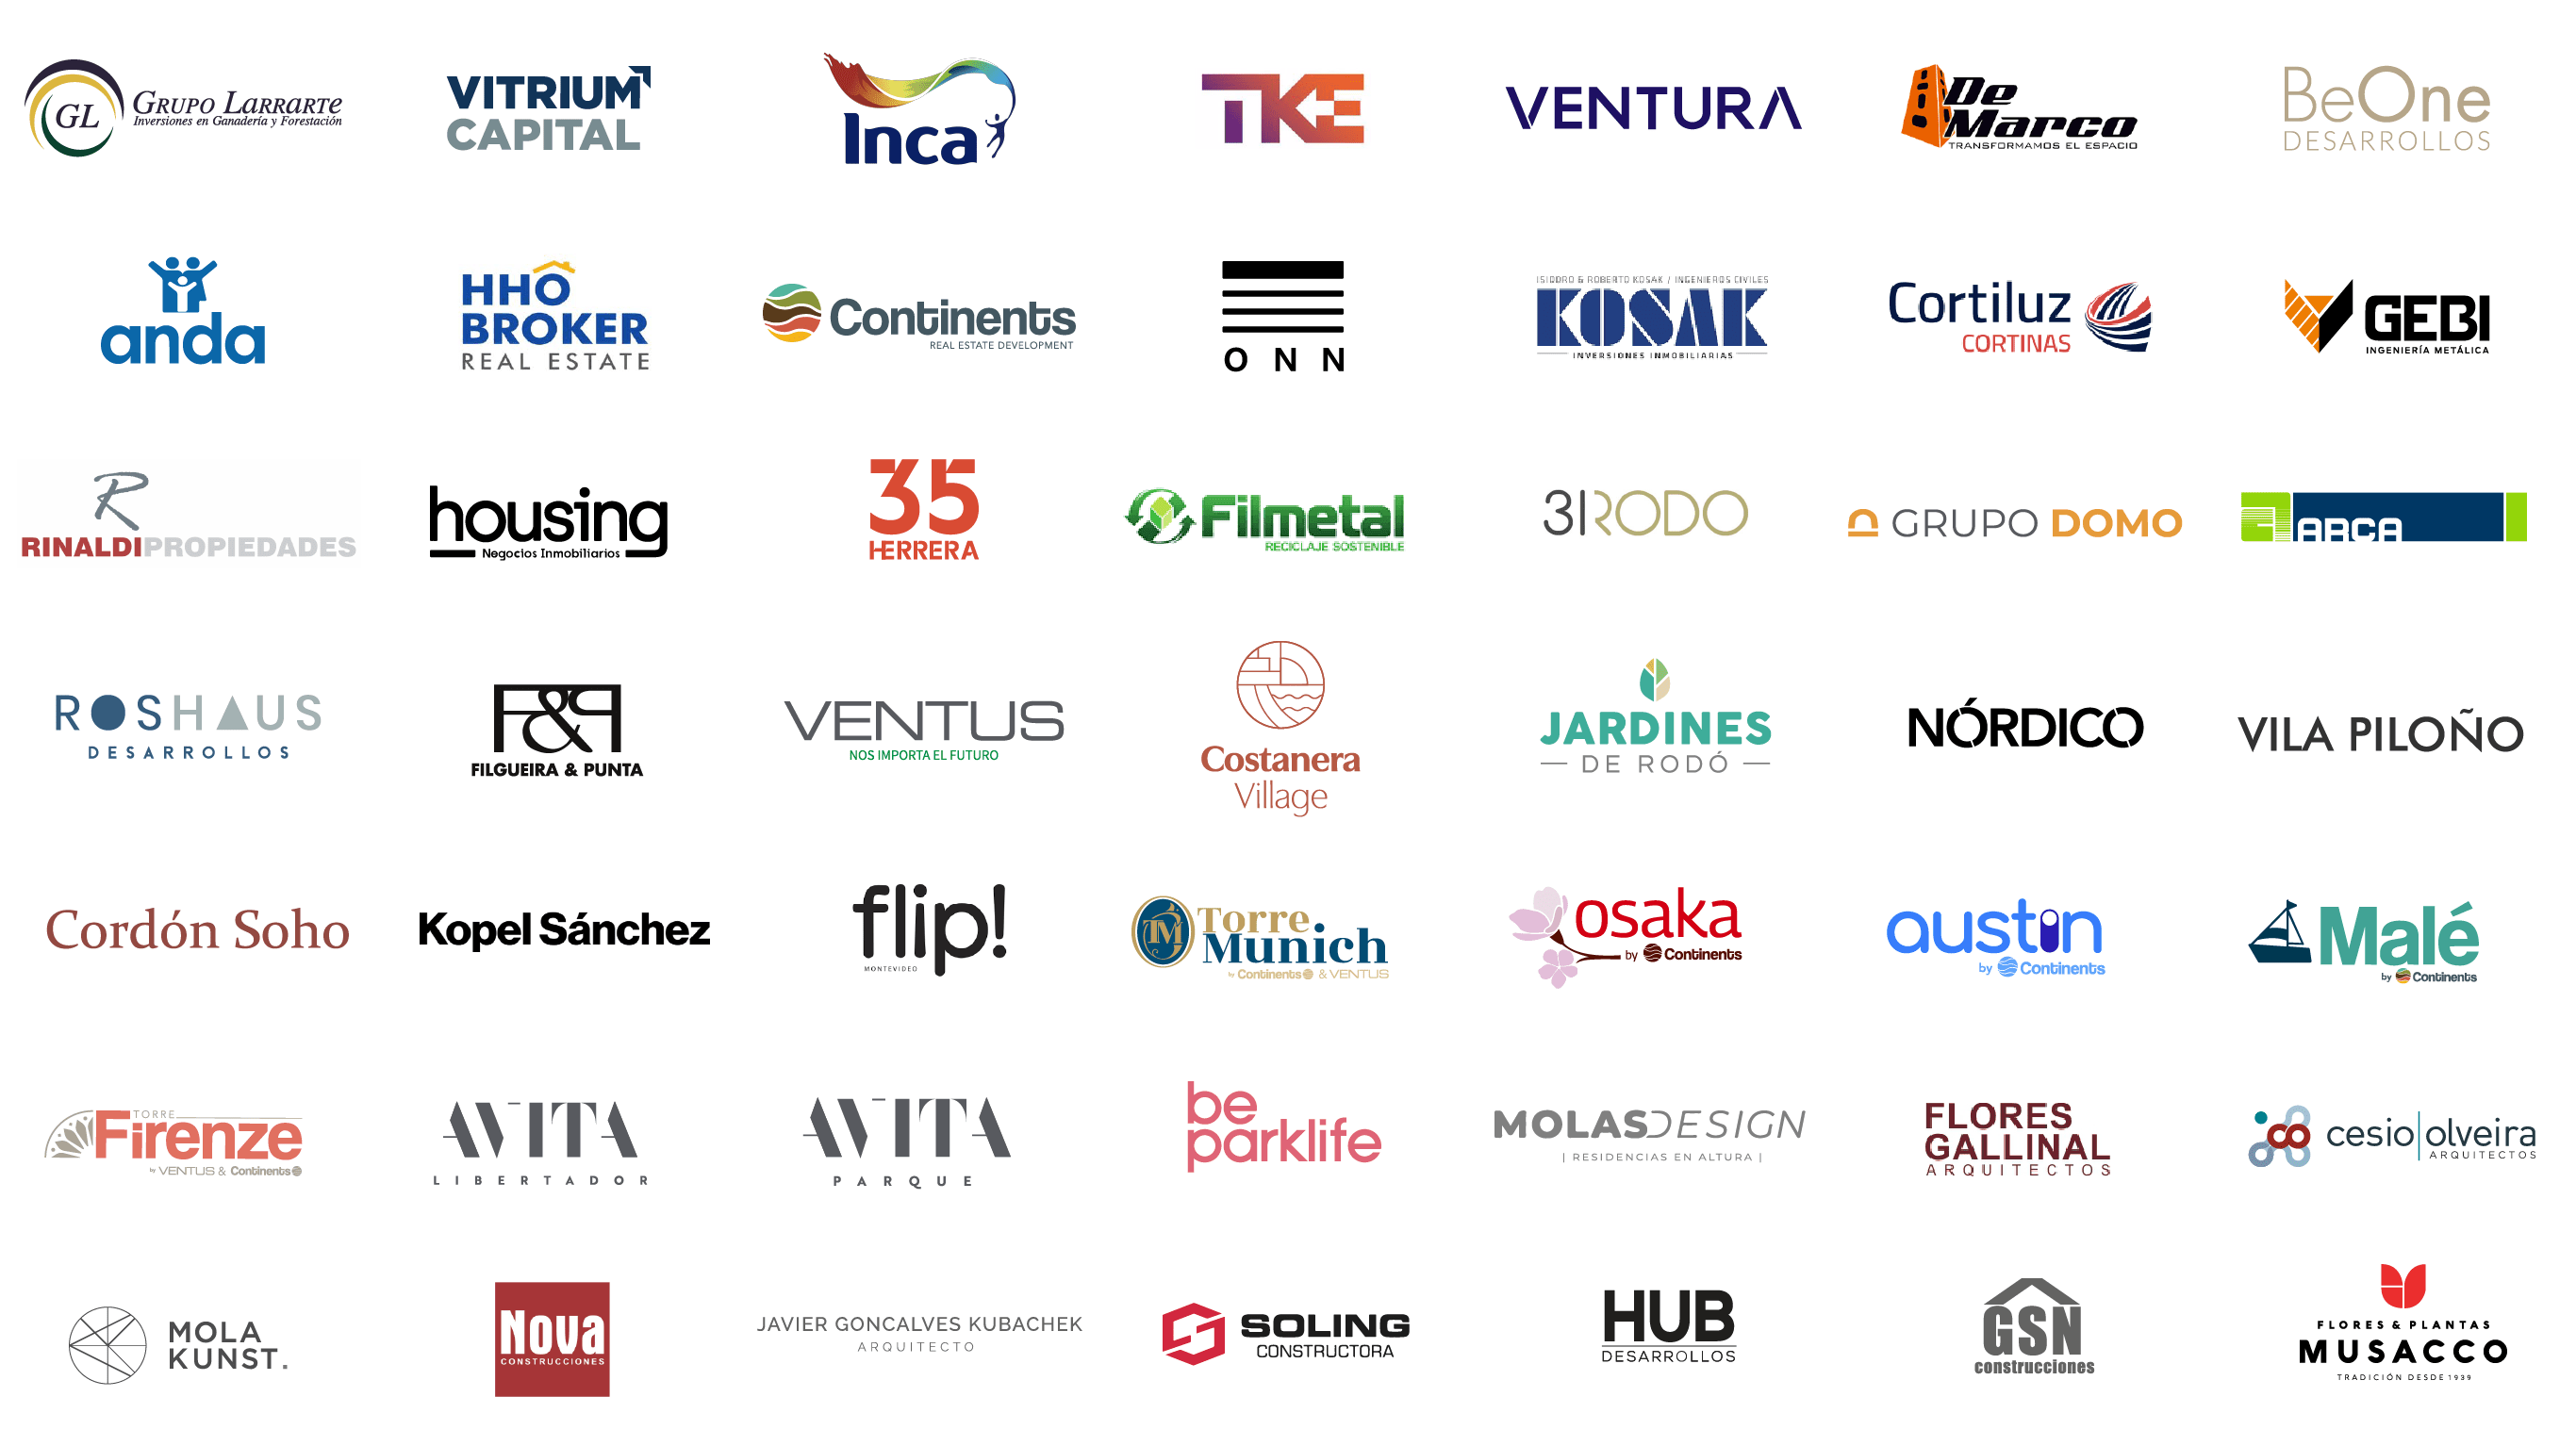 GL GRUPO LARRARTE
Inversiones en Ganadería y Forestación
VITRIUM
CAPITAL
Inca
TKE
VENTURA
De Marco
TRANSFORMAMOS EL ESPACIO
BeOne
DESARROLLOS
anda
HHO
BROKER
REAL ESTATE
Continents
REAL ESTATE DEVELOPMENT
ONN
ISIDORO & ROBERTO KOSAK / INGENIEROS CIVILES
KOSAK
INVERSIONES INMOBILIARIAS
Cortiluz
CORTINAS
GEBI
INGENIERÍA METÁLICA
R
RINALDIPROPIEDADES
housing
Negocios Inmobiliarios
35
HERRERA
Filmetal
RECICLAJE SOSTENIBLE
31RODO
GRUPO DOMO
ARCA
ROSHAUS
DESARROLLOS
F&P
FILGUEIRA & PUNTA
VENTUS
NOS IMPORTA EL FUTURO
Costanera
Village
JARDINES
DE RODÓ
NÓRDICO
VILA PILOÑO
Cordón Soho
Kopel Sánchez
flip!
MONTEVIDEO
TM
Torre
Munich
by Continents & VENTUS
osaka
by Continents
austin
by Continents
Malé
by Continents
TORRE
Firenze
by VENTUS & Continents
AVITA
LIBERTADOR
AVITA
PARQUE
be
parklife
MOLASDESIGN
| RESIDENCIAS EN ALTURA |
FLORES
GALLINAL
ARQUITECTOS
cesio|olveira
ARQUITECTOS
MOLA
KUNST.
Nova
CONSTRUCCIONES
JAVIER GONCALVES KUBACHEK
ARQUITECTO
SOLING
CONSTRUCTORA
HUB
DESARROLLOS
GSN
construcciones
FLORES & PLANTAS
MUSACCO
TRADICIÓN DESDE 1939